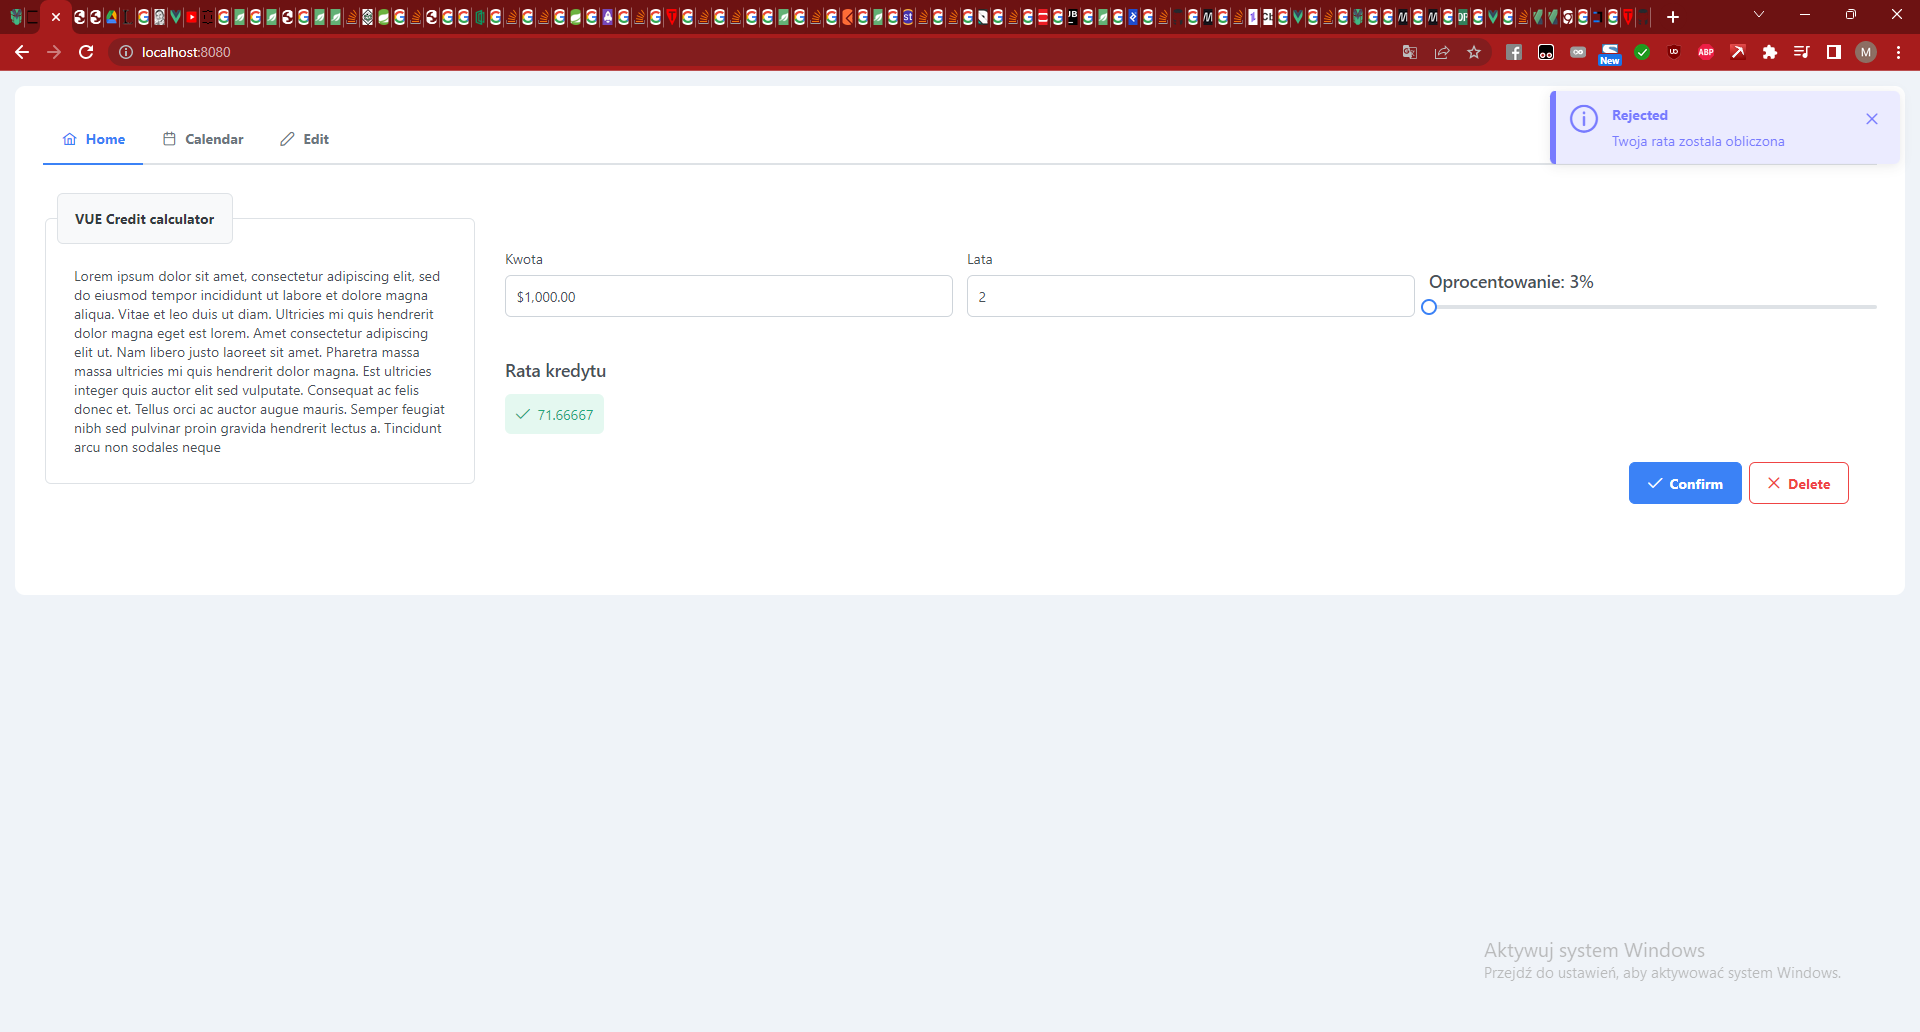 localhost:8080
New
ABP
M
Home
Calendar
Edit
Rejected
Twoja rata zostala obliczona
VUE Credit calculator
Lorem ipsum dolor sit amet, consectetur adipiscing elit, sed
do eiusmod tempor incididunt ut labore et dolore magna
aliqua. Vitae et leo duis ut diam. Ultricies mi quis hendrerit
dolor magna eget est lorem. Amet consectetur adipiscing
elit ut. Nam libero justo laoreet sit amet. Pharetra massa
massa ultricies mi quis hendrerit dolor magna. Est ultricies
integer quis auctor elit sed vulputate. Consequat ac felis
donec et. Tellus orci ac auctor augue mauris. Semper feugiat
nibh sed pulvinar proin gravida hendrerit lectus a. Tincidunt
arcu non sodales neque
Kwota
$1,000.00
Lata
2
Oprocentowanie: 3%
Rata kredytu
71.66667
Confirm
Delete
Aktywuj system Windows
Przejdź do ustawień, aby aktywować system Windows.